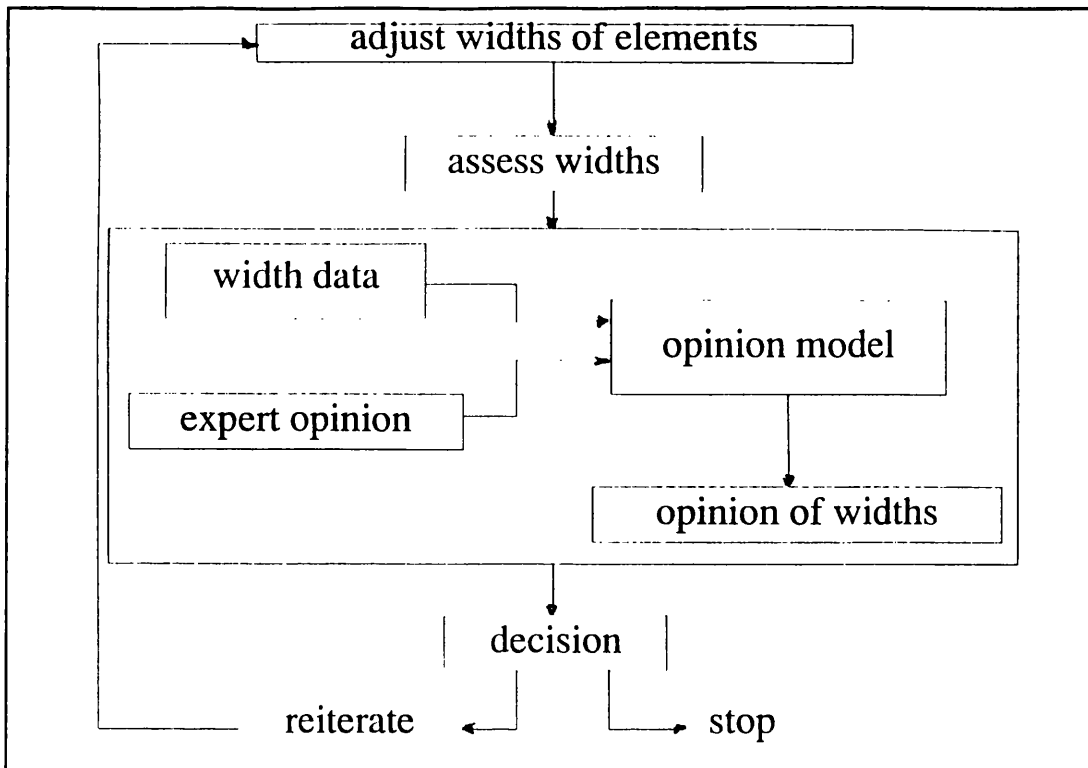 adjust widths of elements
assess widths
width data
opinion model
expert opinion
opinion of widths
decision
reiterate
stop